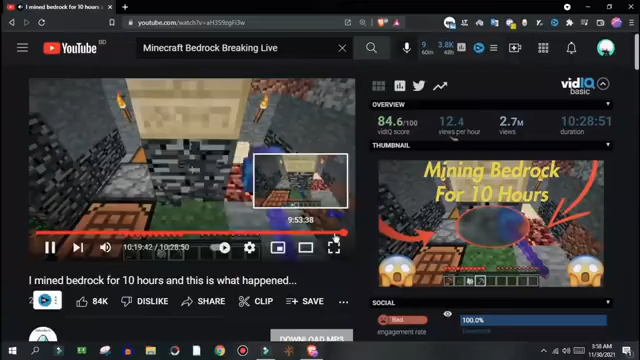 I mined bedrock for 10 hours
youtube.com/watch?v=aH359zgFi3w
YouTube BD
Minecraft Bedrock Breaking Live
9
60m
3.8K
48h
vidIQ
basic
OVERVIEW
84.6/100
vidIQ score
12.4
views per hour
2.7M
views
10:28:51
duration
THUMBNAIL
Mining Bedrock
For 10 Hours
9:53:38
10:19:42 / 10:28:50
I mined bedrock for 10 hours and this is what happened...
84K
DISLIKE
SHARE
CLIP
SAVE
SOCIAL
Bad
engagement rate
100.0%
DOWNLOAD MP3
3:58 AM
11/30/2021